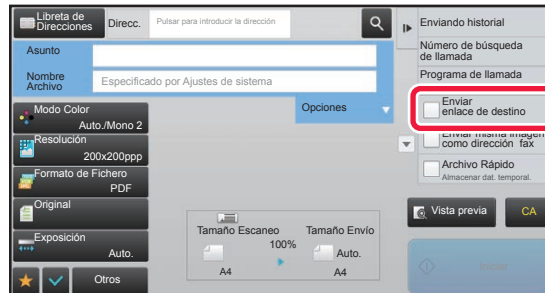 Libreta de
Direcciones
Direcc.
Pulsar para introducir la dirección
Asunto
Nombre
Archivo
Especificado por Ajustes de sistema
Opciones
Modo Color
Auto./Mono 2
Resolución
200x200ppp
Formato de Fichero
PDF
Original
Exposición
Auto.
Otros
Tamaño Escaneo
100%
A4
Tamaño Envío
Auto.
A4
Enviando historial
Número de búsqueda
de llamada
Programa de llamada
Enviar
enlace de destino
Enviar misma imagen
como dirección fax
Archivo Rápido
Almacenar dat. temporal.
Vista previa
CA
Iniciar